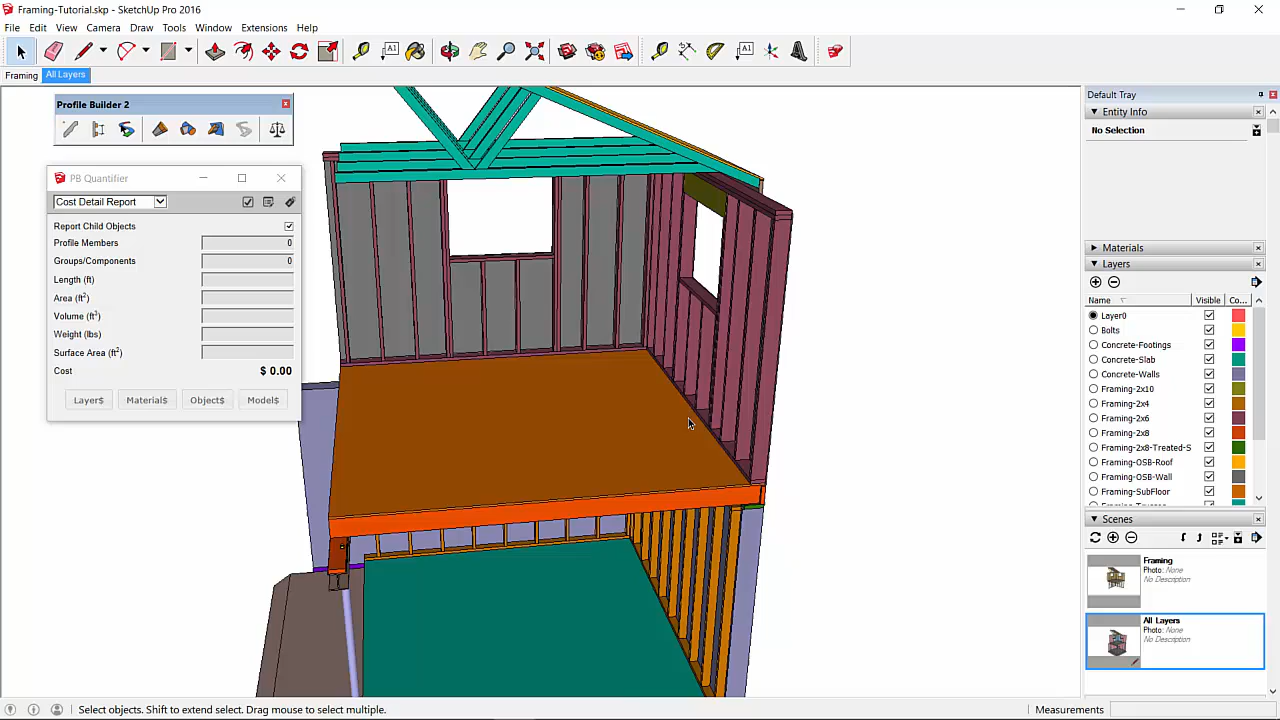 Framing-Tutorial.skp - SketchUp Pro 2016
File Edit View Camera Draw Tools Window Extensions Help
A1 A1
Framing All Layers
Profile Builder 2
PB Quantifier
Cost Detail Report
Report Child Objects
Profile Members 0
Groups/Components 0
Length (ft)
Area (ft²)
Volume (ft³)
Weight (lbs)
Surface Area (ft²)
Cost $ 0.00
Layer$ Material$ Object$ Model$
Default Tray
Entity Info
No Selection
Materials
Layers
Name Visible Co...
Layer0
Bolts
Concrete-Footings
Concrete-Slab
Concrete-Walls
Framing-2x10
Framing-2x4
Framing-2x6
Framing-2x8
Framing-2x8-Treated-S
Framing-OSB-Roof
Framing-OSB-Wall
Framing-SubFloor
Scenes
Framing
Photo: None
No Description
All Layers
Photo: None
No Description
Select objects. Shift to extend select. Drag mouse to select multiple.
Measurements